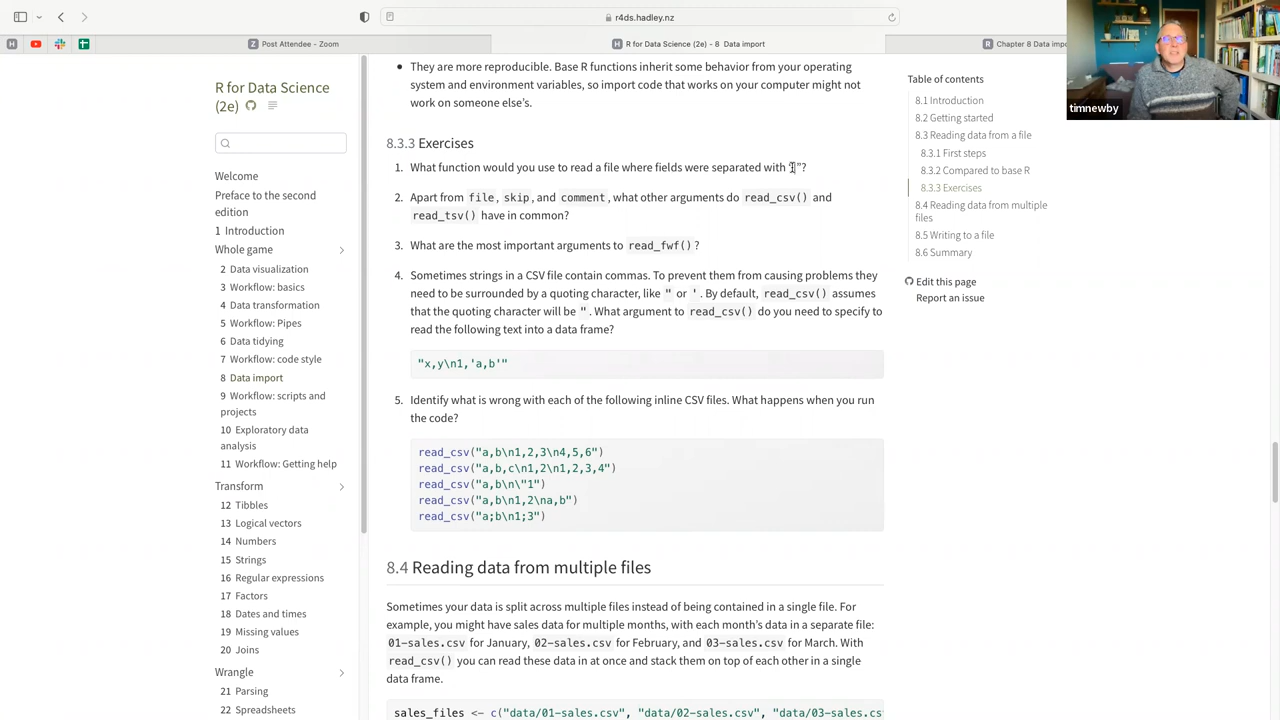 r4ds.hadley.nz
Post Attendee - Zoom
R for Data Science (2e) - 8 Data import
Chapter 8 Data impo
timnewby
R for Data Science
(2e)
Welcome
Preface to the second
edition
1 Introduction
Whole game
2 Data visualization
3 Workflow: basics
4 Data transformation
5 Workflow: Pipes
6 Data tidying
7 Workflow: code style
8 Data import
9 Workflow: scripts and
projects
10 Exploratory data
analysis
11 Workflow: Getting help
Transform
12 Tibbles
13 Logical vectors
14 Numbers
15 Strings
16 Regular expressions
17 Factors
18 Dates and times
19 Missing values
20 Joins
Wrangle
21 Parsing
22 Spreadsheets
• They are more reproducible. Base R functions inherit some behavior from your operating
system and environment variables, so import code that works on your computer might not
work on someone else’s.
8.3.3 Exercises
1. What function would you use to read a file where fields were separated with “|”?
2. Apart from file, skip, and comment, what other arguments do read_csv() and
read_tsv() have in common?
3. What are the most important arguments to read_fwf()?
4. Sometimes strings in a CSV file contain commas. To prevent them from causing problems they
need to be surrounded by a quoting character, like " or '. By default, read_csv() assumes
that the quoting character will be ". What argument to read_csv() do you need to specify to
read the following text into a data frame?
"x,y\n1,'a,b'"
5. Identify what is wrong with each of the following inline CSV files. What happens when you run
the code?
read_csv("a,b\n1,2,3\n4,5,6")
read_csv("a,b,c\n1,2\n1,2,3,4")
read_csv("a,b\n\"1")
read_csv("a,b\n1,2\na,b")
read_csv("a;b\n1;3")
8.4 Reading data from multiple files
Sometimes your data is split across multiple files instead of being contained in a single file. For
example, you might have sales data for multiple months, with each month’s data in a separate file:
01-sales.csv for January, 02-sales.csv for February, and 03-sales.csv for March. With
read_csv() you can read these data in at once and stack them on top of each other in a single
data frame.
sales_files <- c("data/01-sales.csv", "data/02-sales.csv", "data/03-sales.cs
Table of contents
8.1 Introduction
8.2 Getting started
8.3 Reading data from a file
8.3.1 First steps
8.3.2 Compared to base R
8.3.3 Exercises
8.4 Reading data from multiple
files
8.5 Writing to a file
8.6 Summary
Edit this page
Report an issue